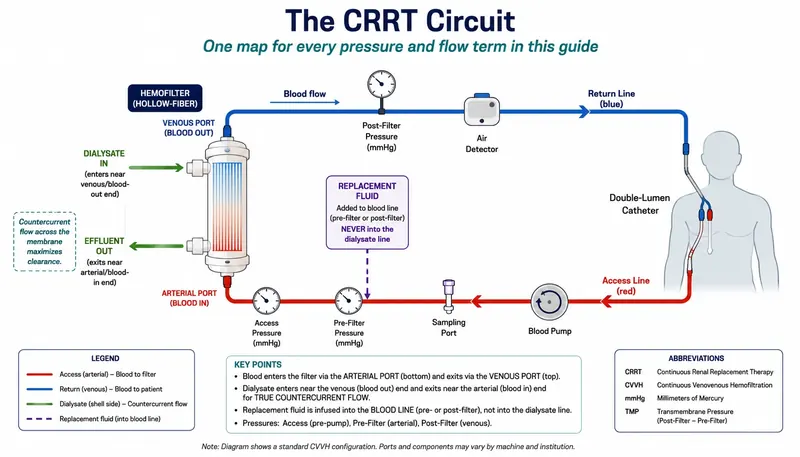 The CRRT Circuit
One map for every pressure and flow term in this guide
HEMOFILTER
(HOLLOW-FIBER)
VENOUS PORT
(BLOOD OUT)
Blood flow
Post-Filter
Pressure
(mmHg)
Air
Detector
Return Line
(blue)
DIALYSATE
IN
(enters near
venous/blood-
out end)
Countercurrent
flow across the
membrane
maximizes
clearance.
EFFLUENT
OUT
(exits near
arterial/blood-
in end)
REPLACEMENT
FLUID
Added to blood line
(pre-filter or post-filter)
NEVER into the
dialysate line
Double-Lumen
Catheter
ARTERIAL PORT
(BLOOD IN)
Access
Pressure
(mmHg)
Pre-Filter
Pressure
(mmHg)
Sampling
Port
Blood Pump
Access Line
(red)
LEGEND
Access (arterial) – Blood to filter
Return (venous) – Blood to patient
Dialysate (shell side) – Countercurrent flow
Replacement fluid (into blood line)
KEY POINTS
• Blood enters the filter via the ARTERIAL PORT (bottom) and exits via the VENOUS PORT (top).
• Dialysate enters near the venous (blood out) end and exits near the arterial (blood in) end
for TRUE COUNTERCURRENT FLOW.
• Replacement fluid is infused into the BLOOD LINE (pre- or post-filter), not into the dialysate line.
• Pressures: Access (pre-pump), Pre-Filter (arterial), Post-Filter (venous).
ABBREVIATIONS
CRRT Continuous Renal Replacement Therapy
CVVH Continuous Venovenous Hemofiltration
mmHg Millimeters of Mercury
TMP Transmembrane Pressure
(Post-Filter – Pre-Filter)
Note: Diagram shows a standard CVVH configuration. Ports and components may vary by machine and institution.